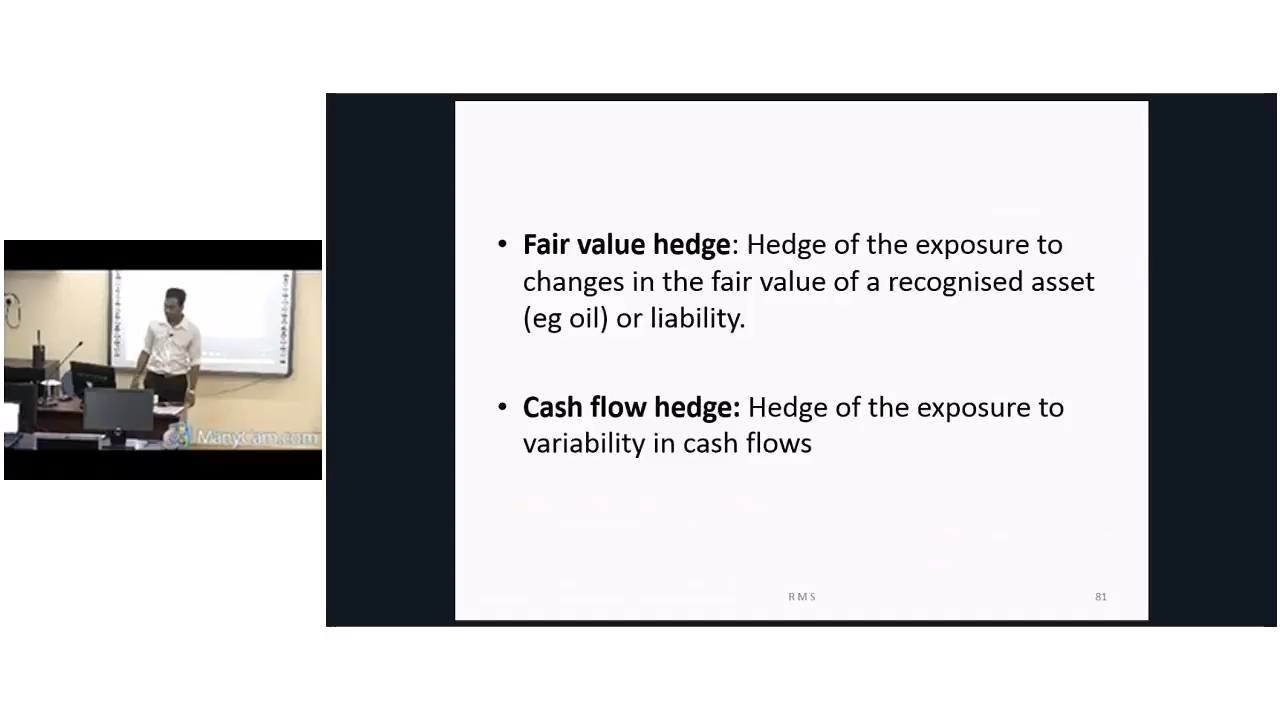 • Fair value hedge: Hedge of the exposure to
changes in the fair value of a recognised asset
(eg oil) or liability.
• Cash flow hedge: Hedge of the exposure to
variability in cash flows
R M S
81
ManyCam.com